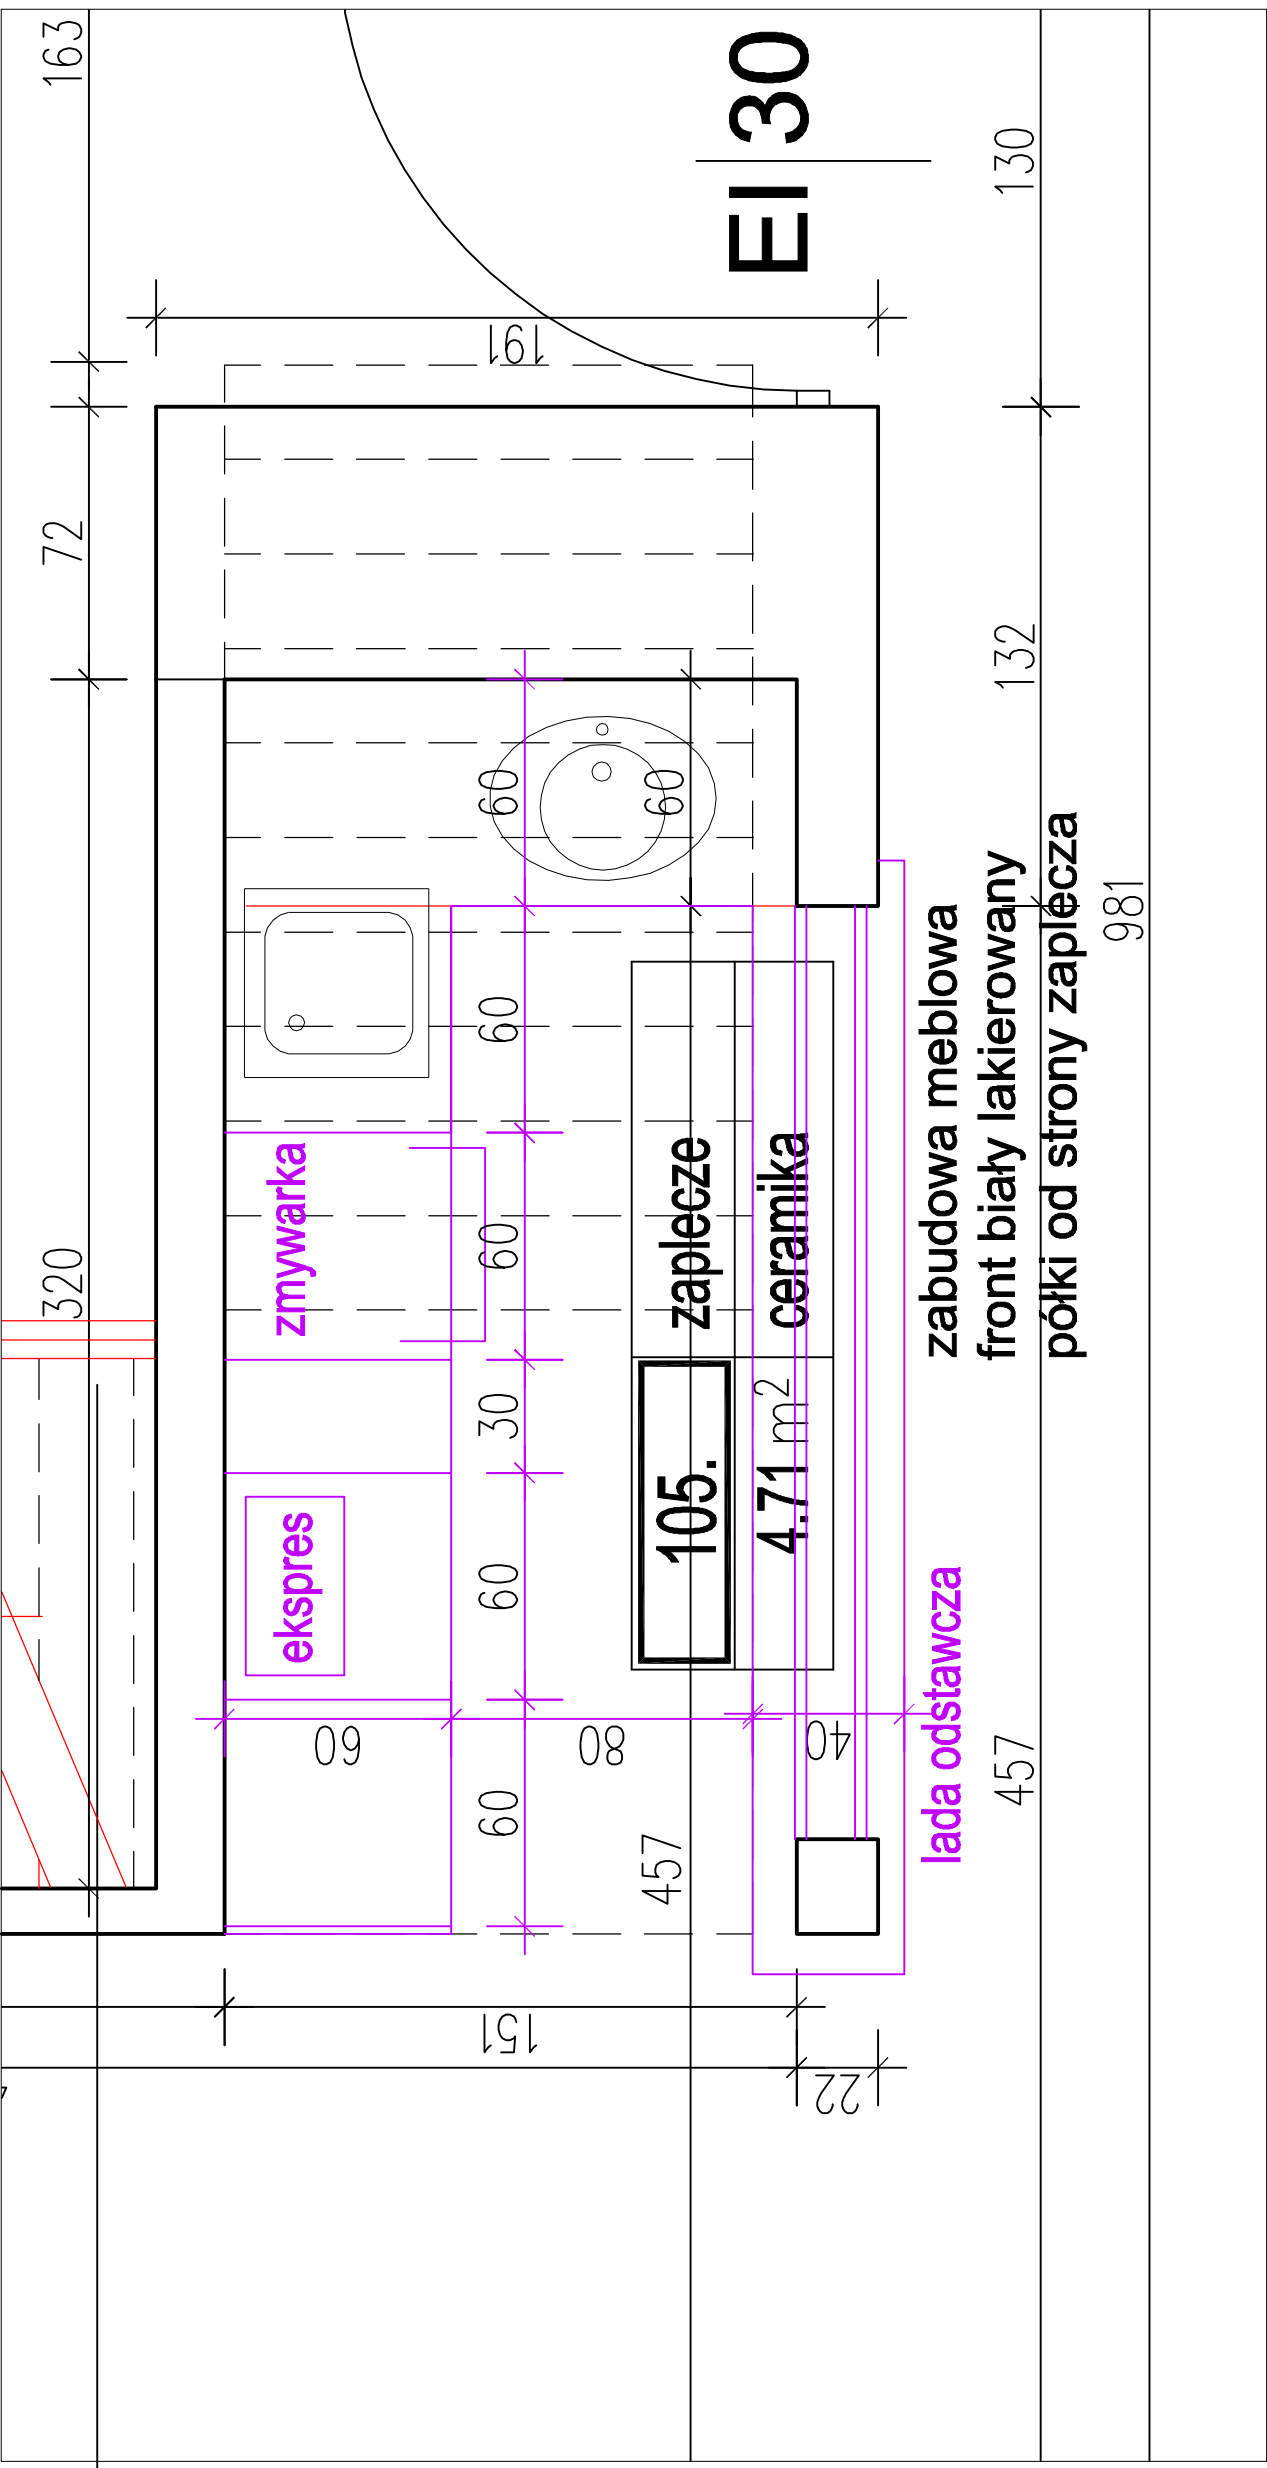 163
EI 30
130
191
72
132
60
60
zabudowa meblowa
front biały lakierowany
półki od strony zaplecza
981
60
zmywarka
zaplecze
ceramika
60
320
30
105.
4.71 m²
ekspres
60
lada odstawcza
60
80
40
457
60
457
151
22